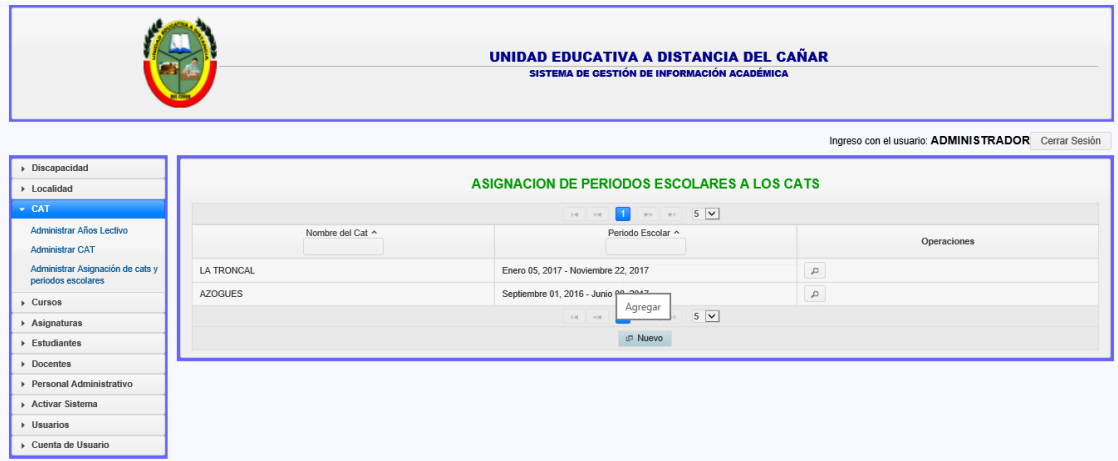 UNIDAD EDUCATIVA A DISTANCIA DEL CAÑAR
SISTEMA DE GESTIÓN DE INFORMACIÓN ACADÉMICA
Ingreso con el usuario: ADMINISTRADOR Cerrar Sesión
Discapacidad
Localidad
CAT
Administrar Años Lectivo
Administrar CAT
Administrar Asignación de cats y
periodos escolares
Cursos
Asignaturas
Estudiantes
Docentes
Personal Administrativo
Activar Sistema
Usuarios
Cuenta de Usuario
ASIGNACION DE PERIODOS ESCOLARES A LOS CATS
1 5
Nombre del Cat Periodo Escolar Operaciones
LA TRONCAL Enero 05, 2017 - Noviembre 22, 2017
AZOGUES Septiembre 01, 2016 - Junio
Agregar
5
Nuevo